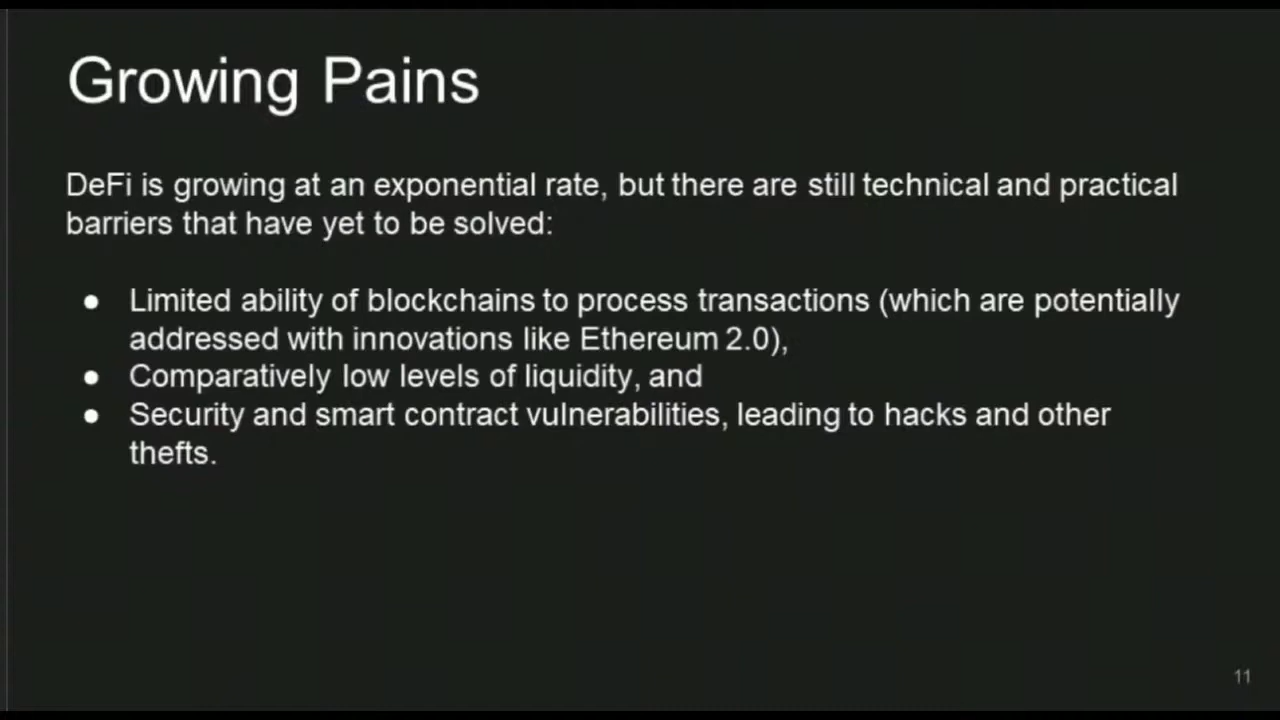 Growing Pains
DeFi is growing at an exponential rate, but there are still technical and practical
barriers that have yet to be solved:
● Limited ability of blockchains to process transactions (which are potentially
addressed with innovations like Ethereum 2.0),
● Comparatively low levels of liquidity, and
● Security and smart contract vulnerabilities, leading to hacks and other
thefts.
11